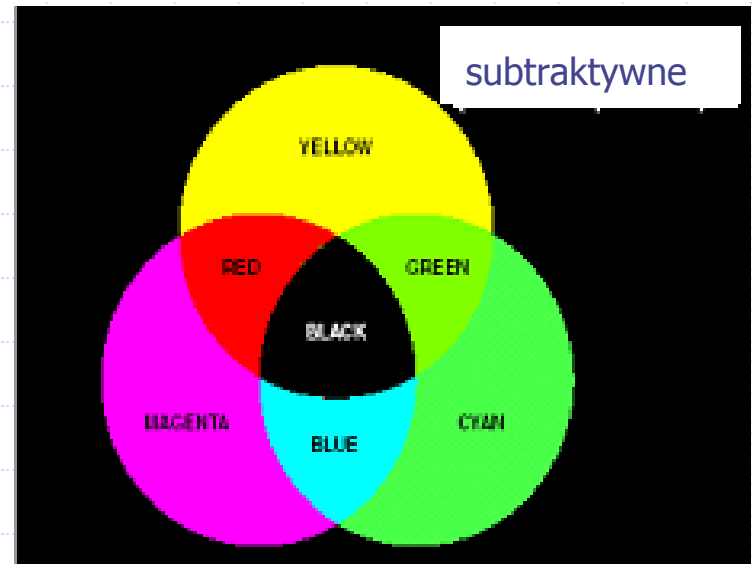 subtraktywne
YELLOW
RED
GREEN
BLACK
MAGENTA
CYAN
BLUE